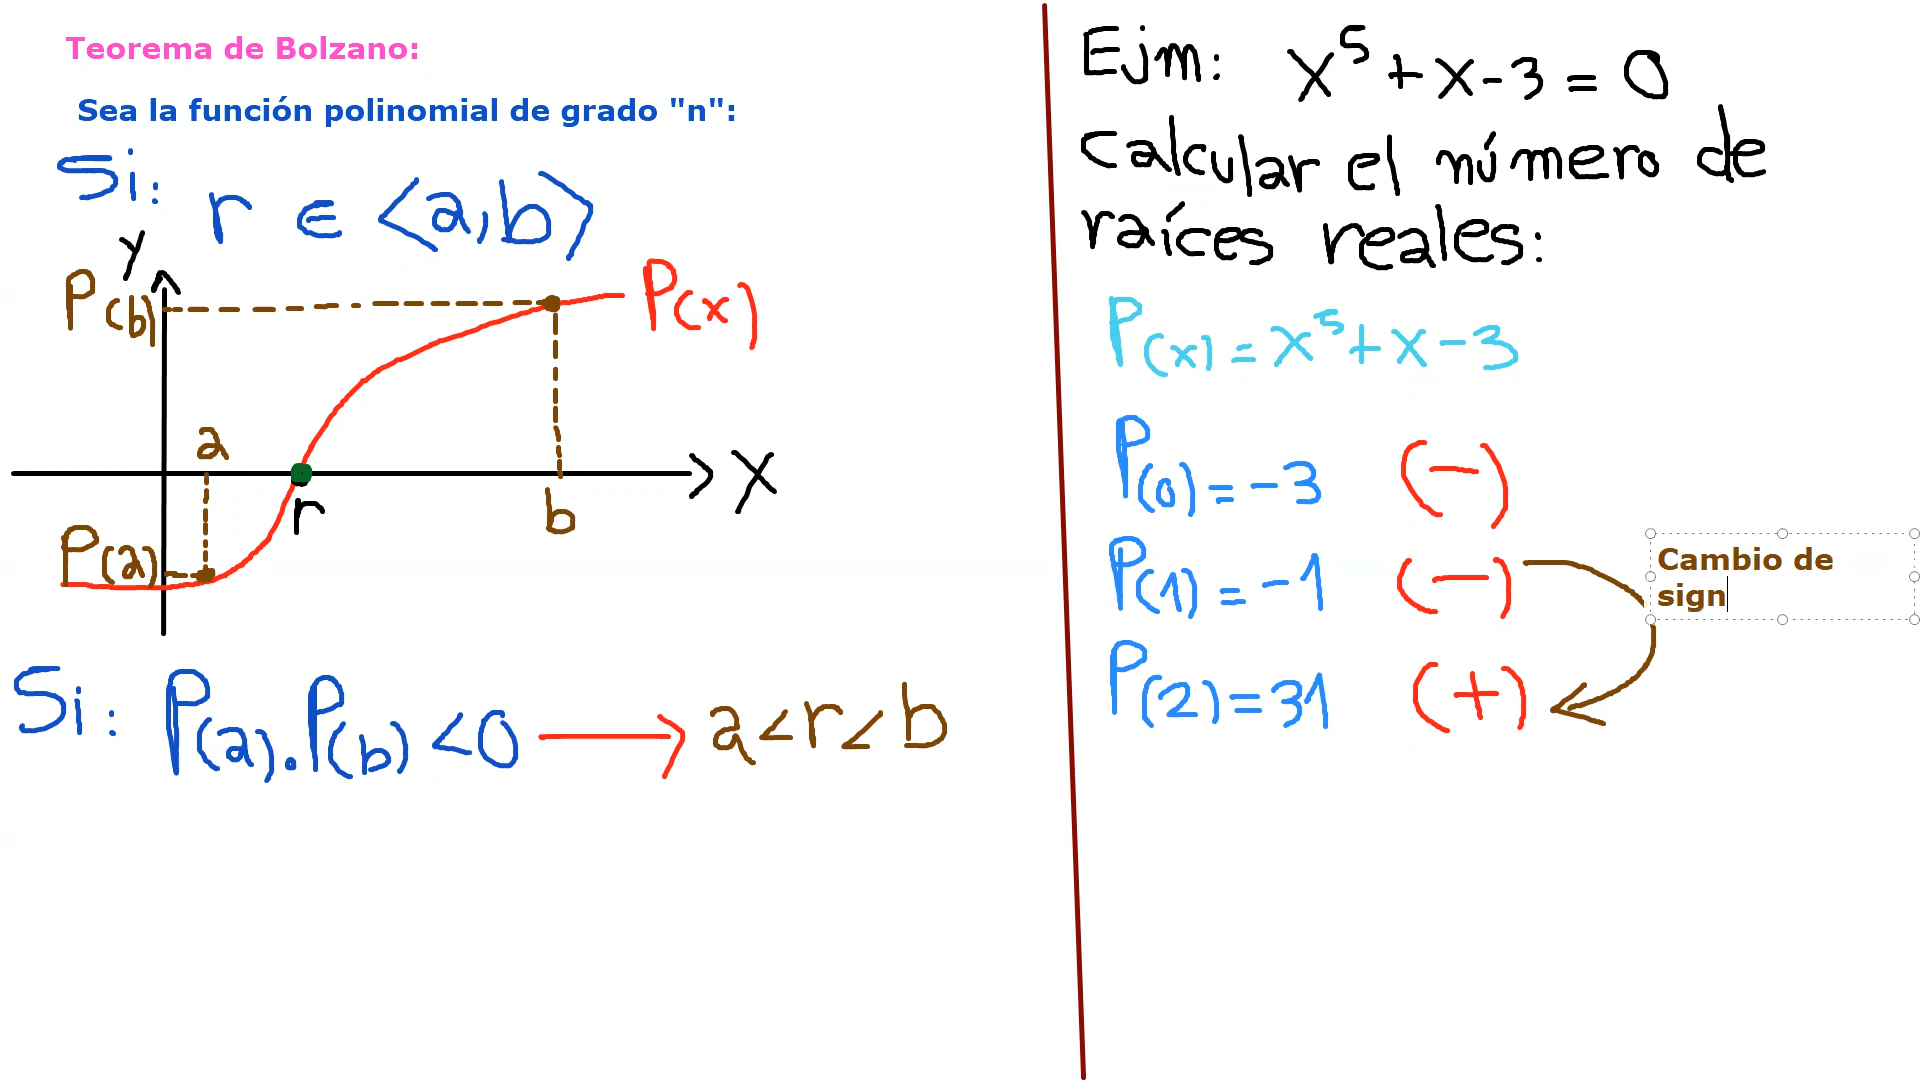 Teorema de Bolzano:
Sea la función polinomial de grado "n":
Si: r ∈ <a,b>
y
P(b)
P(x)
a
x
r
b
P(a)
Si: P(a).P(b) <0 → a<r<b
Ejm: x⁵+x-3=0
calcular el número de
raíces reales:
P(x)=x⁵+x-3
P(0)=-3 (-)
P(1)=-1 (-)
Cambio de
sign
P(2)=31 (+)